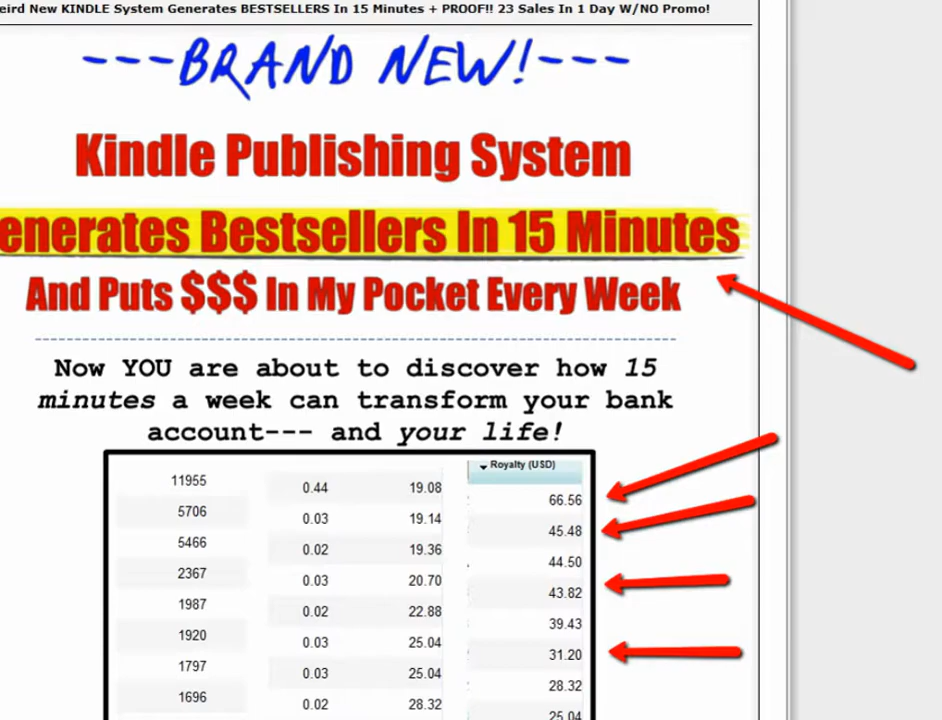 eird New KINDLE System Generates BESTSELLERS In 15 Minutes + PROOF!! 23 Sales In 1 Day W/NO Promo!
---BRAND NEW!---
Kindle Publishing System
enerates Bestsellers In 15 Minutes
And Puts $$$ In My Pocket Every Week
Now YOU are about to discover how 15
minutes a week can transform your bank
account--- and your life!
Royalty (USD)
11955 0.44 19.08 66.56
5706 0.03 19.14 45.48
5466 0.02 19.36 44.50
2367 0.03 20.70 43.82
1987 0.02 22.88 39.43
1920 0.03 25.04 31.20
1797 0.03 25.04 28.32
1696 0.02 28.32 25.04